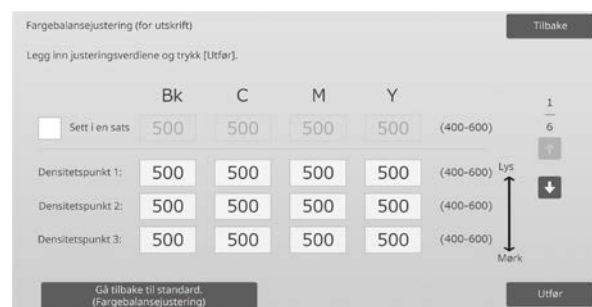 Fargebalansejustering (for utskrift)
Tilbake
Legg inn justeringsverdiene og trykk [Utfør].
Bk C M Y
1
6
Sett i en sats 500 500 500 500 (400-600)
Densitetspunkt 1: 500 500 500 500 (400-600) Lys
Densitetspunkt 2: 500 500 500 500 (400-600)
Densitetspunkt 3: 500 500 500 500 (400-600)
Mørk
Gå tilbake til standard.
(Fargebalansejustering)
Utfør